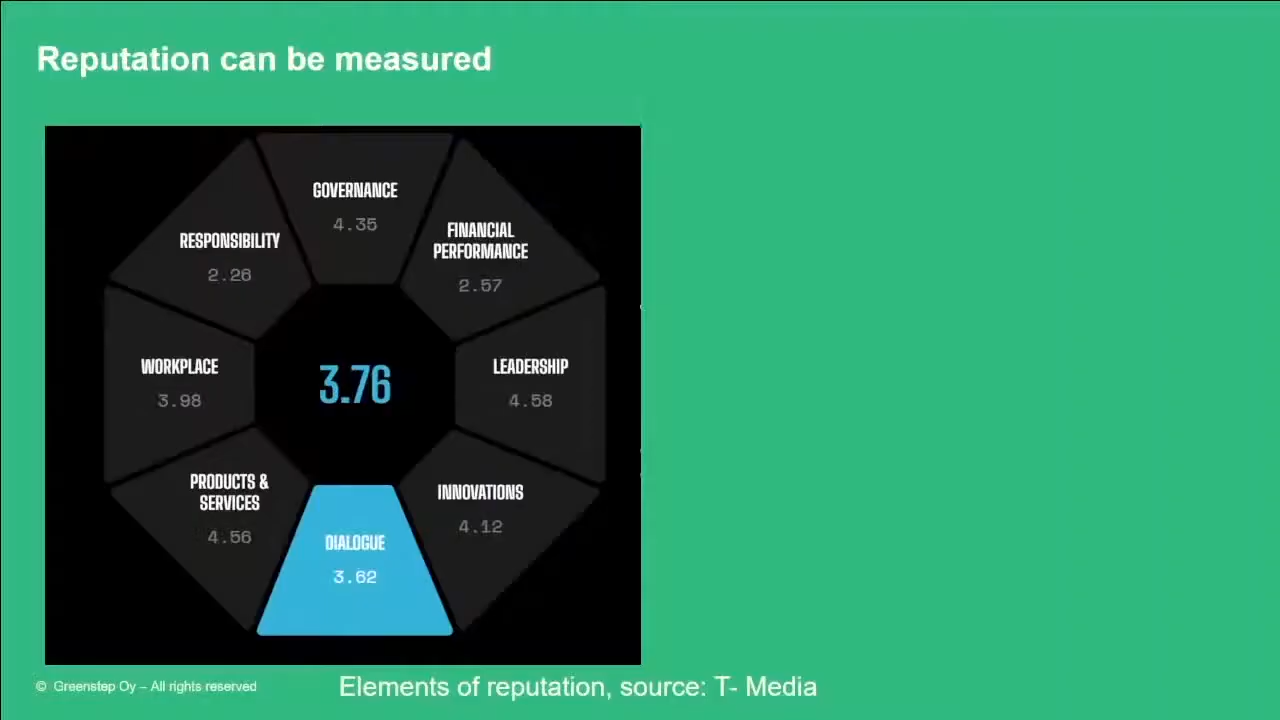 Reputation can be measured
GOVERNANCE
4.35
FINANCIAL
PERFORMANCE
2.57
RESPONSIBILITY
2.26
WORKPLACE
3.98
3.76
LEADERSHIP
4.58
PRODUCTS &
SERVICES
4.56
INNOVATIONS
4.12
DIALOGUE
3.62
© Greenstep Oy – All rights reserved
Elements of reputation, source: T- Media